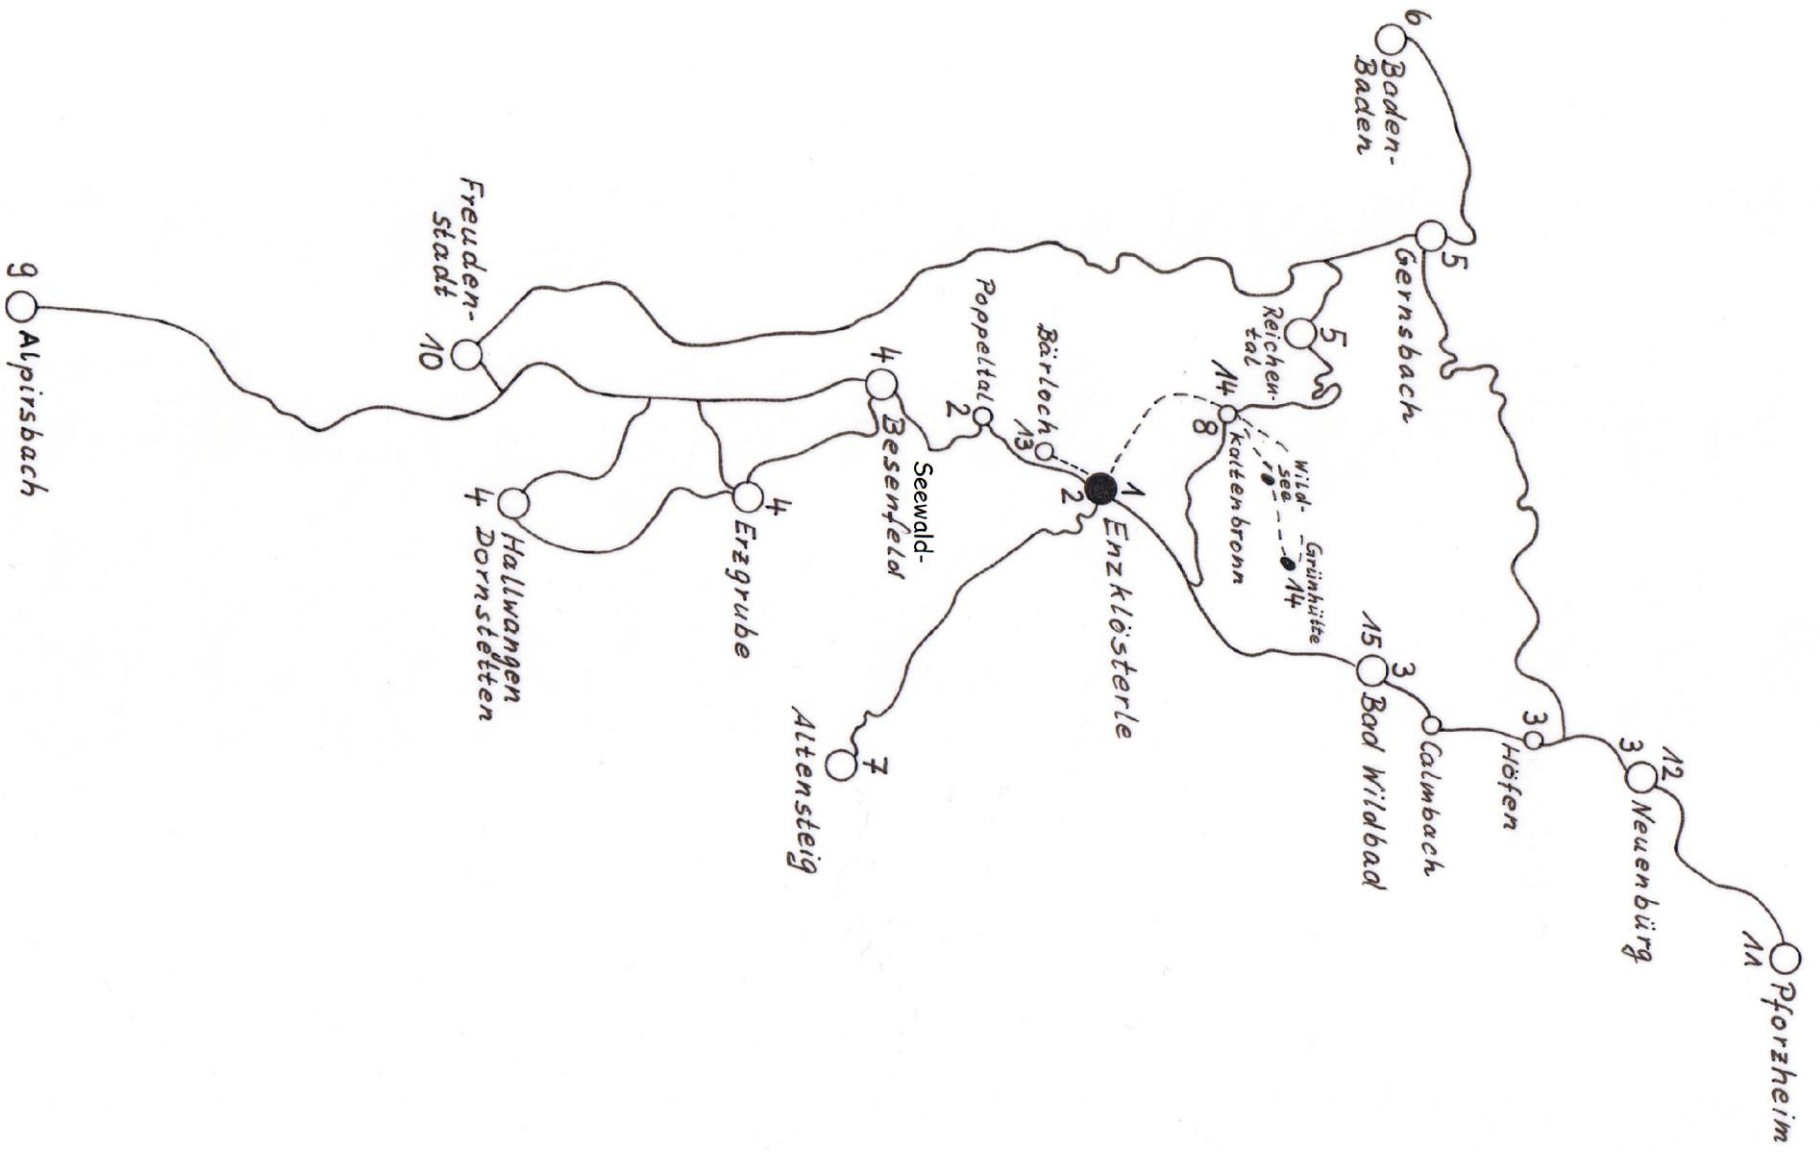 6
Baden-
Baden
5
Gernsbach
5
Reichen-
tal
14
8
Kaltenbronn
Wild-
see
Grünhütte
14
Bärloch
13
Poppeltal
2
1
2
Enzklösterle
15
3
Bad Wildbad
Calmbach
3
Höfen
12
3
Neuenbürg
11
Pforzheim
4
Seewald-
Besenfeld
4
Erzgrube
4
Hallwangen
Dornstetten
7
Altensteig
Freuden-
stadt
10
9
Alpirsbach